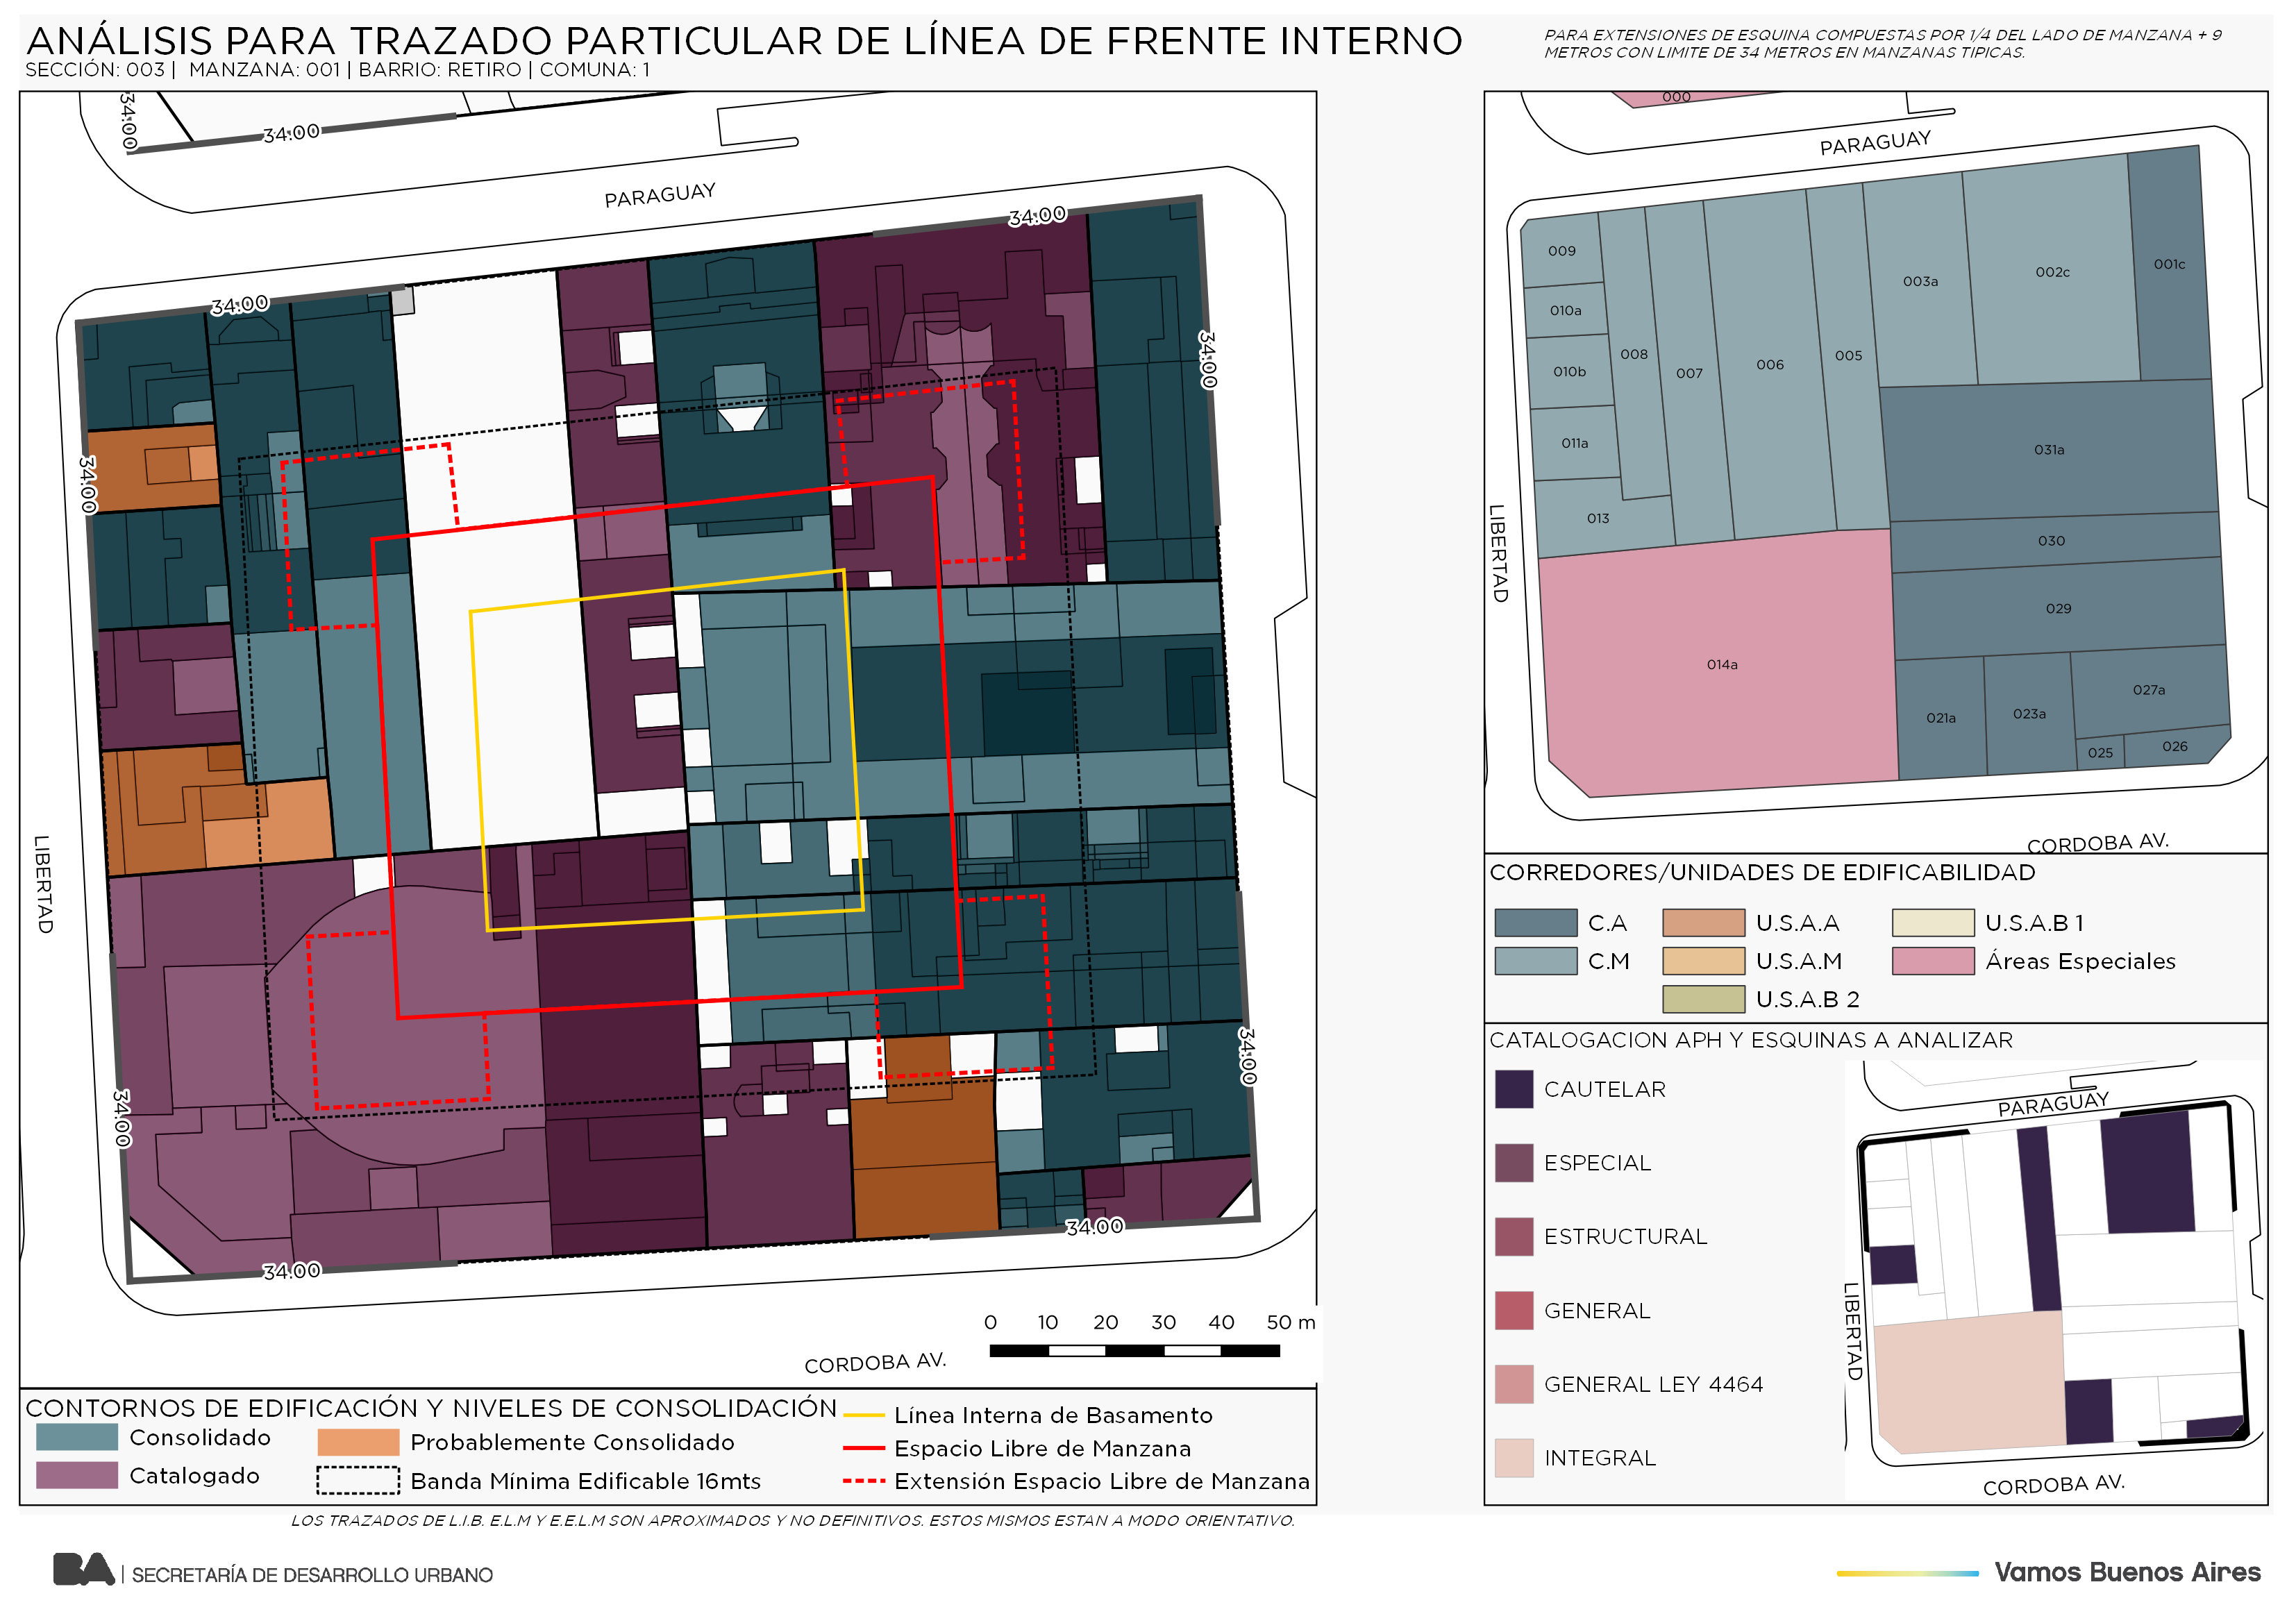 ANÁLISIS PARA TRAZADO PARTICULAR DE LÍNEA DE FRENTE INTERNO
SECCIÓN: 003 | MANZANA: 001 | BARRIO: RETIRO | COMUNA: 1
PARA EXTENSIONES DE ESQUINA COMPUESTAS POR 1/4 DEL LADO DE MANZANA + 9
METROS CON LIMITE DE 34 METROS EN MANZANAS TIPICAS.
34.00
34.00
PARAGUAY
34.00
34.00
34.00
34.00
LIBERTAD
34.00
34.00
34.00
34.00
CORDOBA AV.
0 10 20 30 40 50 m
CONTORNOS DE EDIFICACIÓN Y NIVELES DE CONSOLIDACIÓN
Consolidado
Catalogado
Probablemente Consolidado
Banda Mínima Edificable 16mts
Línea Interna de Basamento
Espacio Libre de Manzana
Extensión Espacio Libre de Manzana
000
PARAGUAY
009
010a
010b
011a
013
008
007
006
005
003a
002c
001c
031a
030
029
014a
021a
023a
027a
025
026
LIBERTAD
CORDOBA AV.
CORREDORES/UNIDADES DE EDIFICABILIDAD
C.A
C.M
U.S.A.A
U.S.A.M
U.S.A.B 2
U.S.A.B 1
Áreas Especiales
CATALOGACION APH Y ESQUINAS A ANALIZAR
CAUTELAR
ESPECIAL
ESTRUCTURAL
GENERAL
GENERAL LEY 4464
INTEGRAL
PARAGUAY
LIBERTAD
CORDOBA AV.
LOS TRAZADOS DE L.I.B. E.L.M Y E.E.L.M SON APROXIMADOS Y NO DEFINITIVOS. ESTOS MISMOS ESTAN A MODO ORIENTATIVO.
BA | SECRETARÍA DE DESARROLLO URBANO
Vamos Buenos Aires